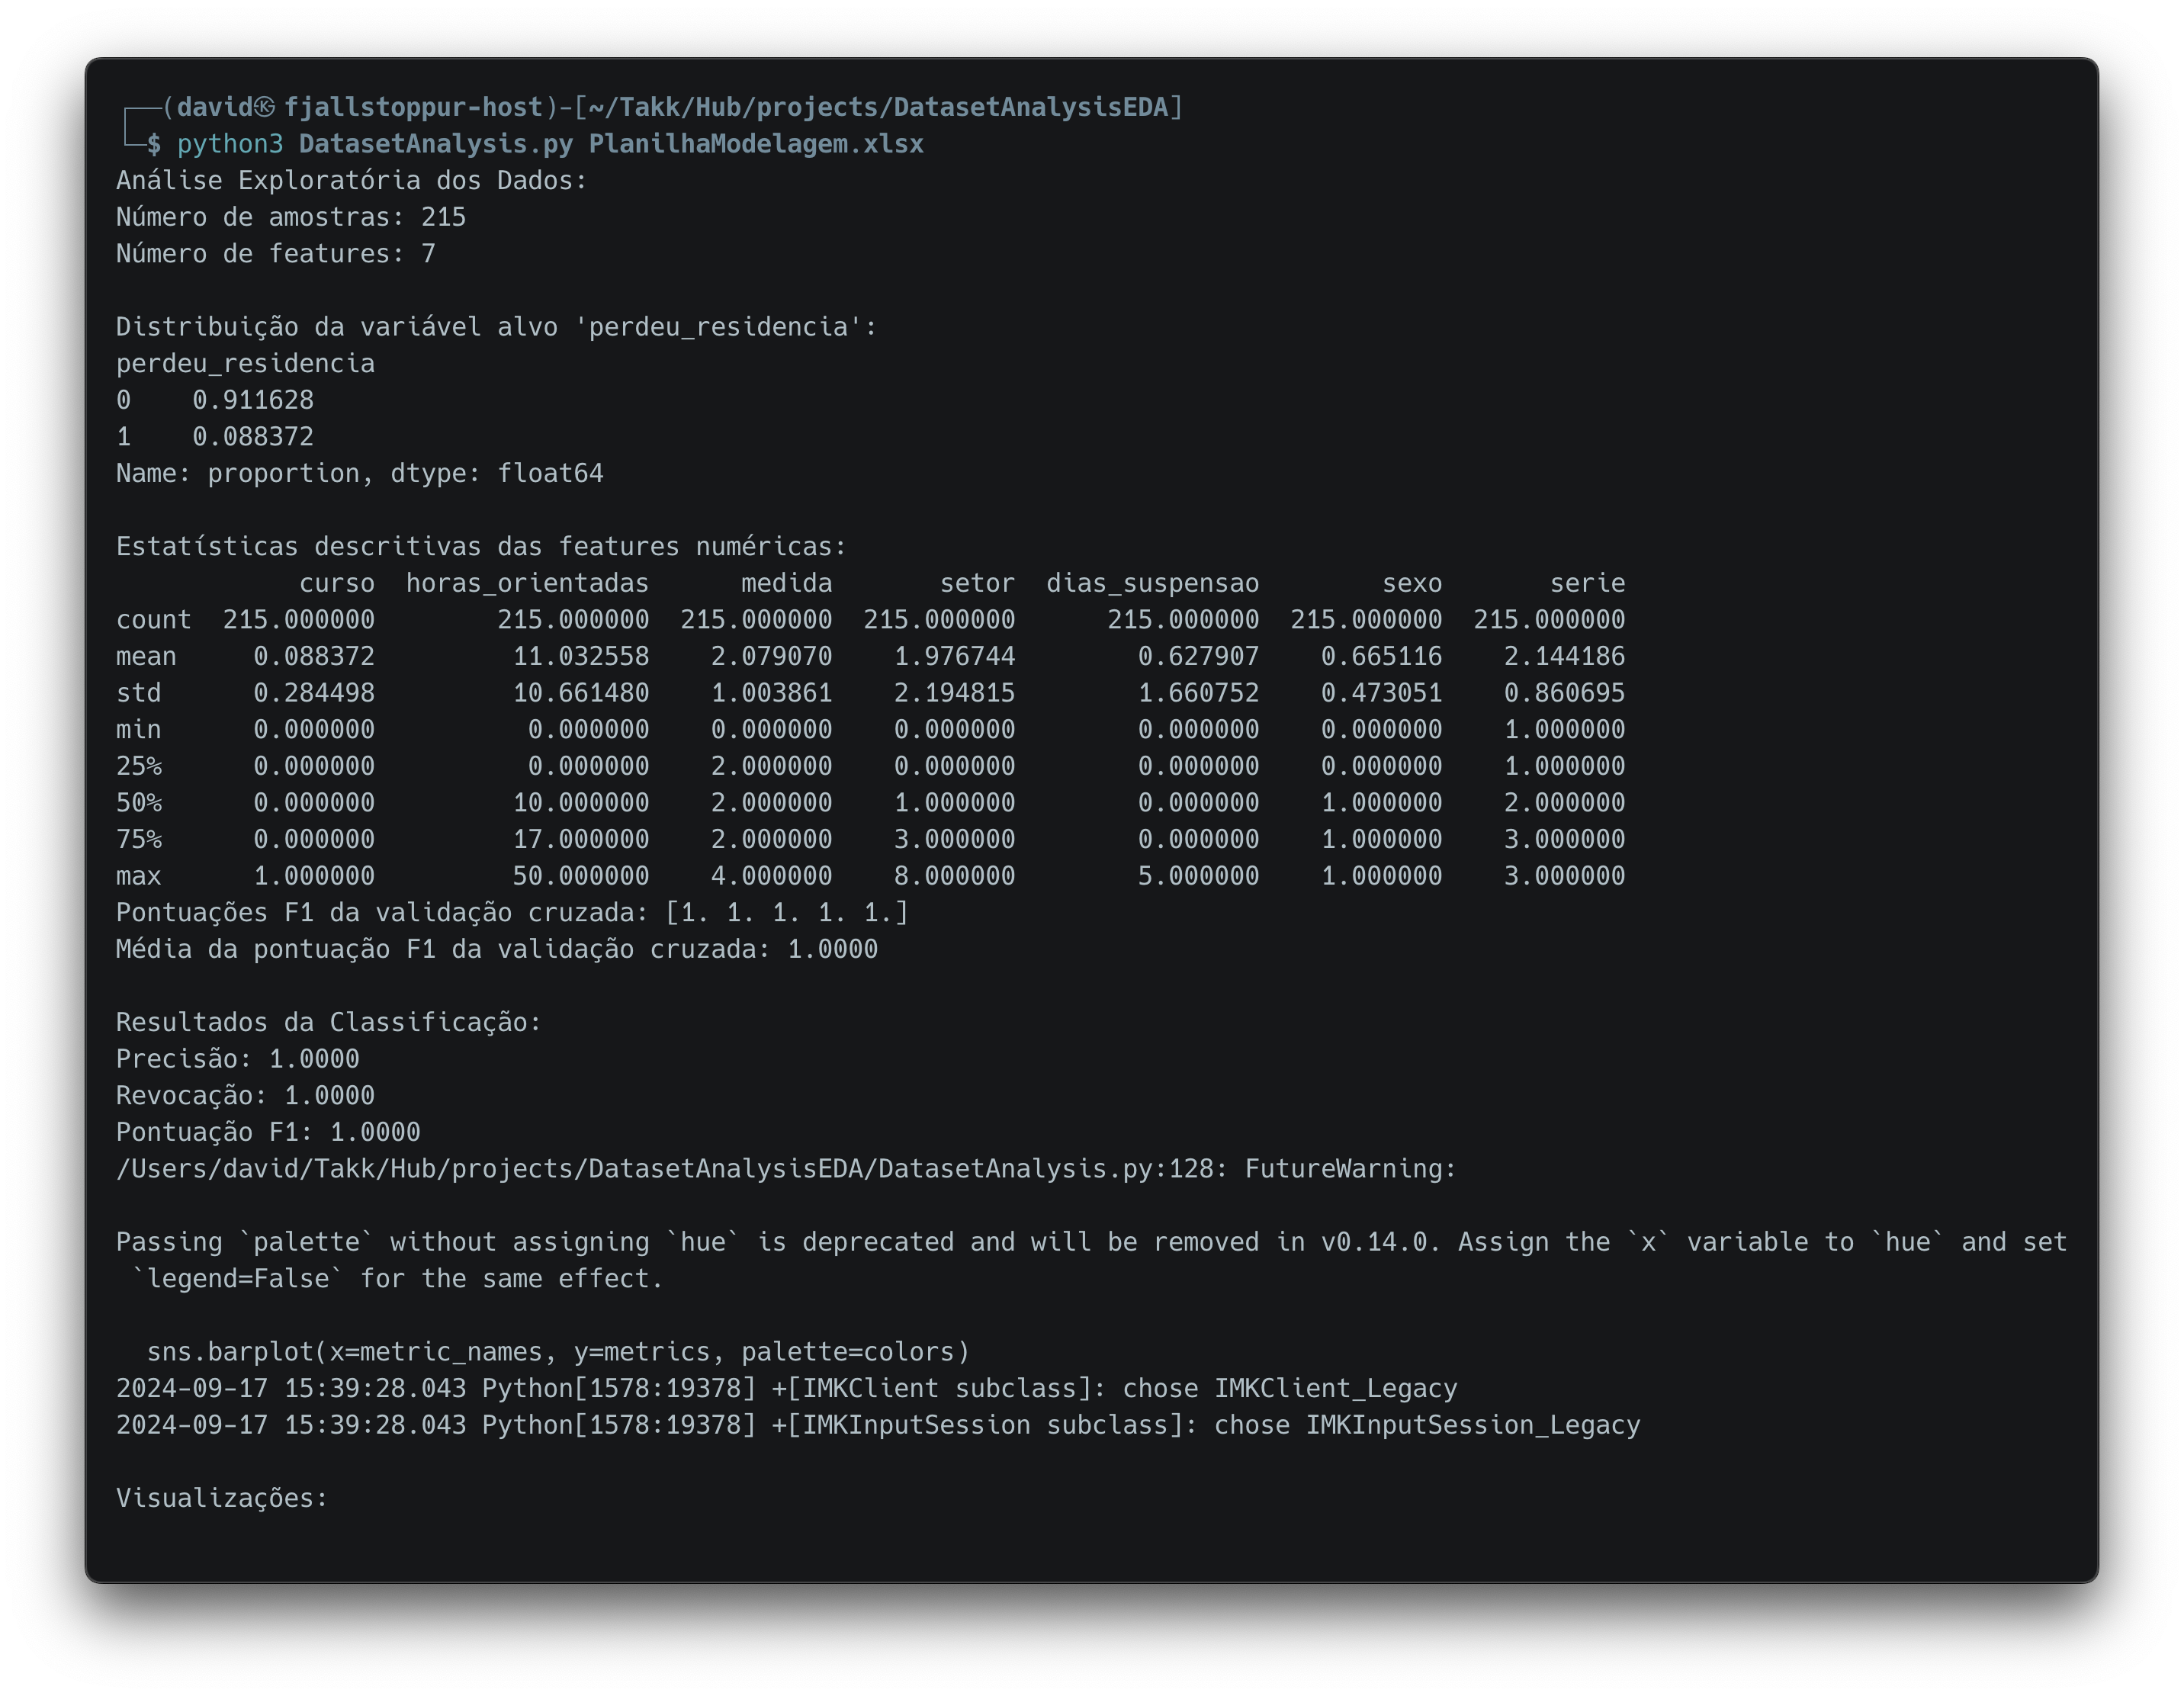 ┌──(david㉿fjallstoppur-host)-[~/Takk/Hub/projects/DatasetAnalysisEDA]
└─$ python3 DatasetAnalysis.py PlanilhaModelagem.xlsx
Análise Exploratória dos Dados:
Número de amostras: 215
Número de features: 7

Distribuição da variável alvo 'perdeu_residencia':
perdeu_residencia
0    0.911628
1    0.088372
Name: proportion, dtype: float64

Estatísticas descritivas das features numéricas:
            curso  horas_orientadas      medida       setor  dias_suspensao        sexo       serie
count  215.000000        215.000000  215.000000  215.000000      215.000000  215.000000  215.000000
mean     0.088372         11.032558    2.079070    1.976744        0.627907    0.665116    2.144186
std      0.284498         10.661480    1.003861    2.194815        1.660752    0.473051    0.860695
min      0.000000          0.000000    0.000000    0.000000        0.000000    0.000000    1.000000
25%      0.000000          0.000000    2.000000    0.000000        0.000000    0.000000    1.000000
50%      0.000000         10.000000    2.000000    1.000000        0.000000    1.000000    2.000000
75%      0.000000         17.000000    2.000000    3.000000        0.000000    1.000000    3.000000
max      1.000000         50.000000    4.000000    8.000000        5.000000    1.000000    3.000000
Pontuações F1 da validação cruzada: [1. 1. 1. 1. 1.]
Média da pontuação F1 da validação cruzada: 1.0000

Resultados da Classificação:
Precisão: 1.0000
Revocação: 1.0000
Pontuação F1: 1.0000
/Users/david/Takk/Hub/projects/DatasetAnalysisEDA/DatasetAnalysis.py:128: FutureWarning:

Passing `palette` without assigning `hue` is deprecated and will be removed in v0.14.0. Assign the `x` variable to `hue` and set
 `legend=False` for the same effect.

  sns.barplot(x=metric_names, y=metrics, palette=colors)
2024-09-17 15:39:28.043 Python[1578:19378] +[IMKClient subclass]: chose IMKClient_Legacy
2024-09-17 15:39:28.043 Python[1578:19378] +[IMKInputSession subclass]: chose IMKInputSession_Legacy

Visualizações: